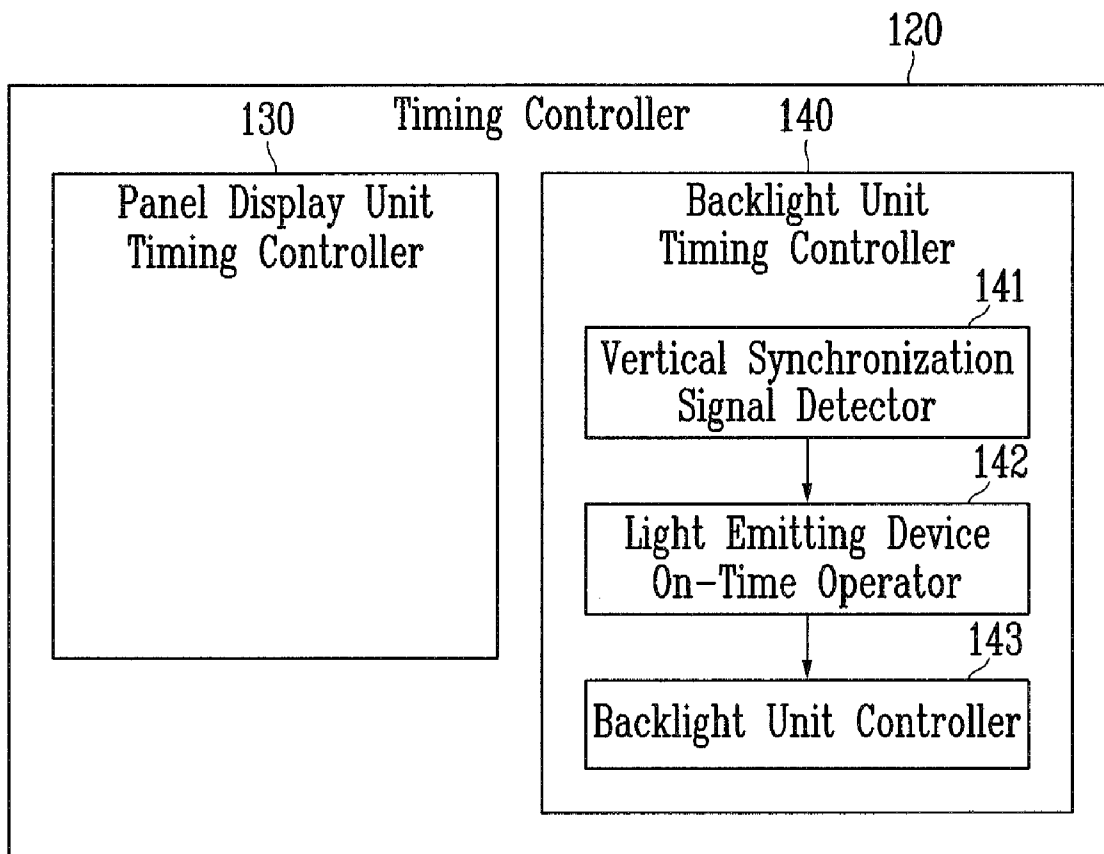 120
Timing Controller
130
140
Panel Display Unit
Timing Controller
Backlight Unit
Timing Controller
141
Vertical Synchronization
Signal Detector
142
Light Emitting Device
On-Time Operator
143
Backlight Unit Controller